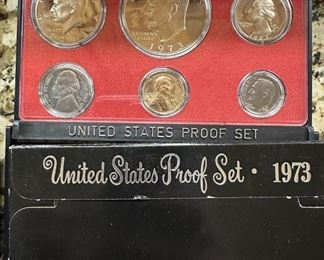 1973
UNITED STATES PROOF SET
United States Proof Set · 1973